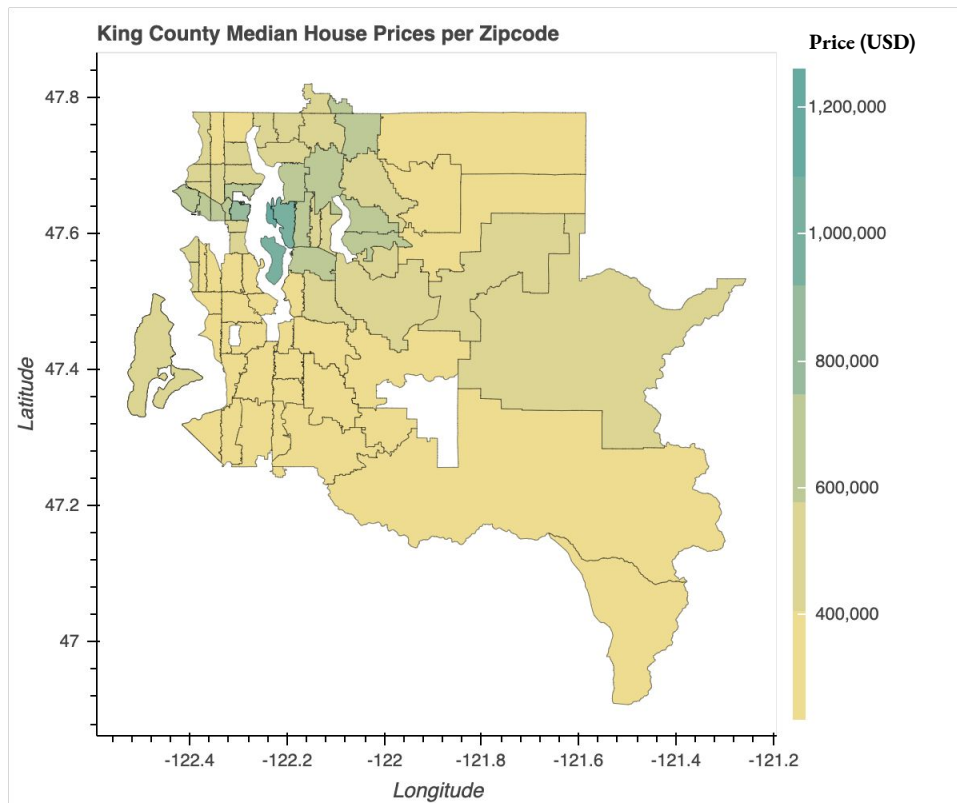 King County Median House Prices per Zipcode
Price (USD)
1,200,000
1,000,000
800,000
600,000
400,000
Latitude
47.8
47.6
47.4
47.2
47
-122.4 -122.2 -122 -121.8 -121.6 -121.4 -121.2
Longitude